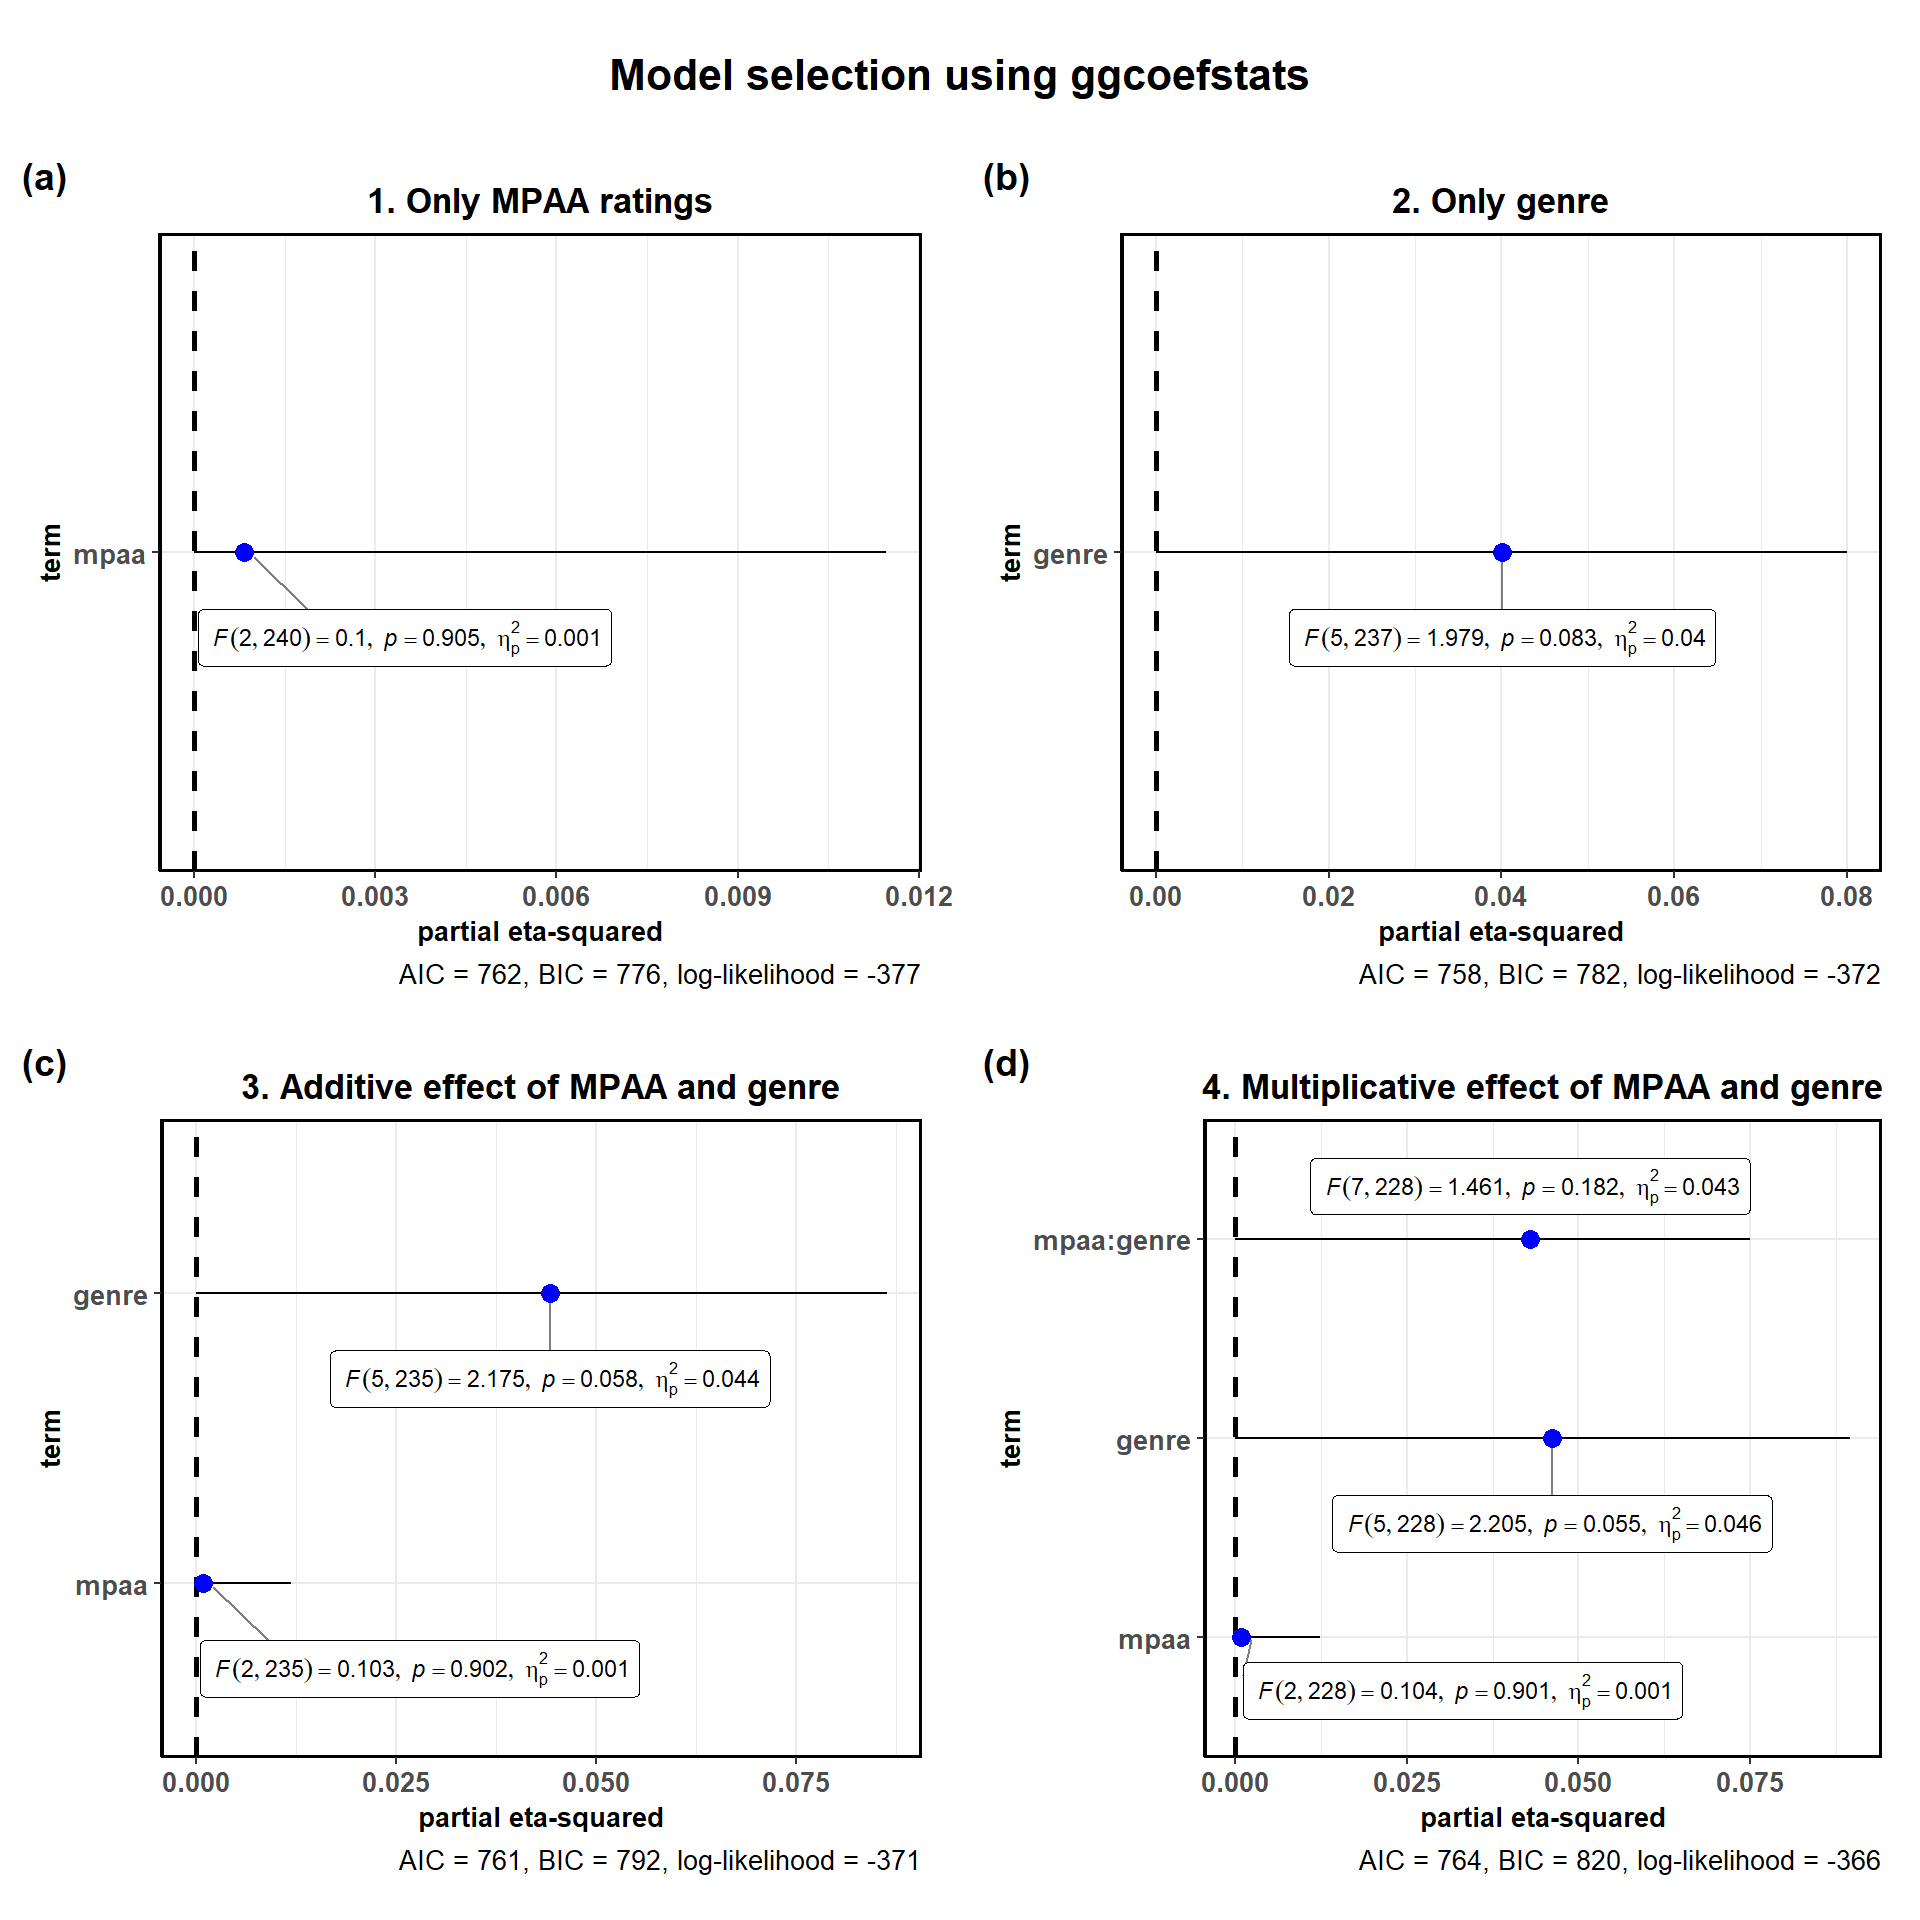 Model selection using ggcoefstats
(a)
1. Only MPAA ratings
term
mpaa
F(2, 240) = 0.1, p = 0.905, η²ₚ = 0.001
0.000 0.003 0.006 0.009 0.012
partial eta-squared
AIC = 762, BIC = 776, log-likelihood = -377
(b)
2. Only genre
term
genre
F(5, 237) = 1.979, p = 0.083, η²ₚ = 0.04
0.00 0.02 0.04 0.06 0.08
partial eta-squared
AIC = 758, BIC = 782, log-likelihood = -372
(c)
3. Additive effect of MPAA and genre
term
genre
F(5, 235) = 2.175, p = 0.058, η²ₚ = 0.044
mpaa
F(2, 235) = 0.103, p = 0.902, η²ₚ = 0.001
0.000 0.025 0.050 0.075
partial eta-squared
AIC = 761, BIC = 792, log-likelihood = -371
(d)
4. Multiplicative effect of MPAA and genre
term
F(7, 228) = 1.461, p = 0.182, η²ₚ = 0.043
mpaa:genre
genre
F(5, 228) = 2.205, p = 0.055, η²ₚ = 0.046
mpaa
F(2, 228) = 0.104, p = 0.901, η²ₚ = 0.001
0.000 0.025 0.050 0.075
partial eta-squared
AIC = 764, BIC = 820, log-likelihood = -366